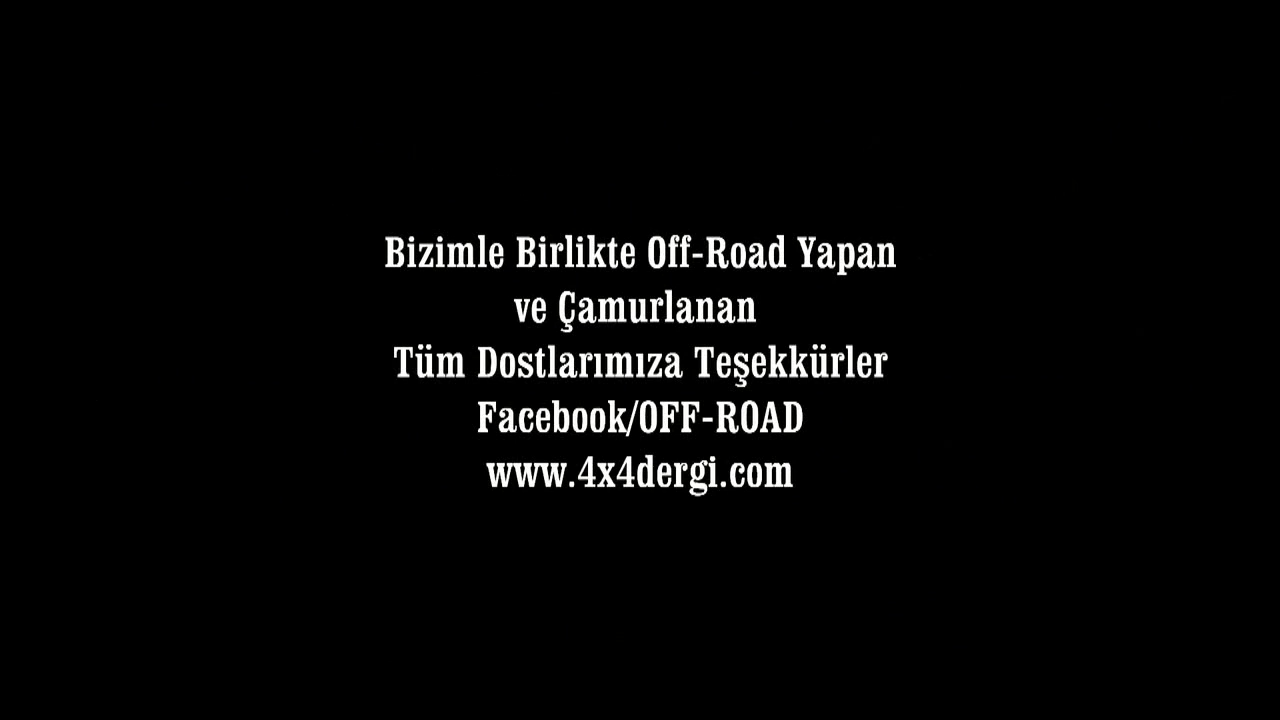 Bizimle Birlikte Off-Road Yapan
ve Çamurlanan
Tüm Dostlarımıza Teşekkürler
Facebook/OFF-ROAD
www.4x4dergi.com